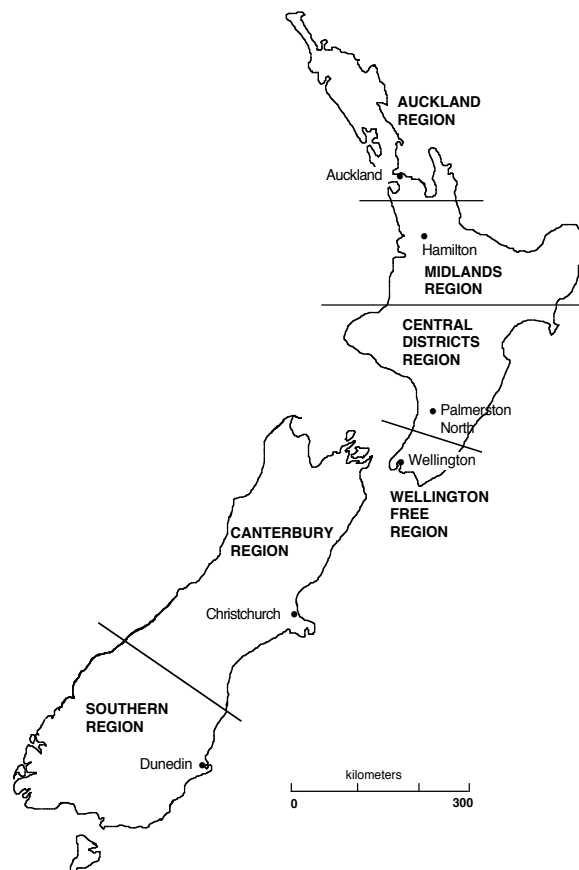 AUCKLAND
REGION
Auckland
Hamilton
MIDLANDS
REGION
CENTRAL
DISTRICTS
REGION
Palmerston
North
Wellington
WELLINGTON
FREE
REGION
CANTERBURY
REGION
Christchurch
SOUTHERN
REGION
Dunedin
kilometers
0 300